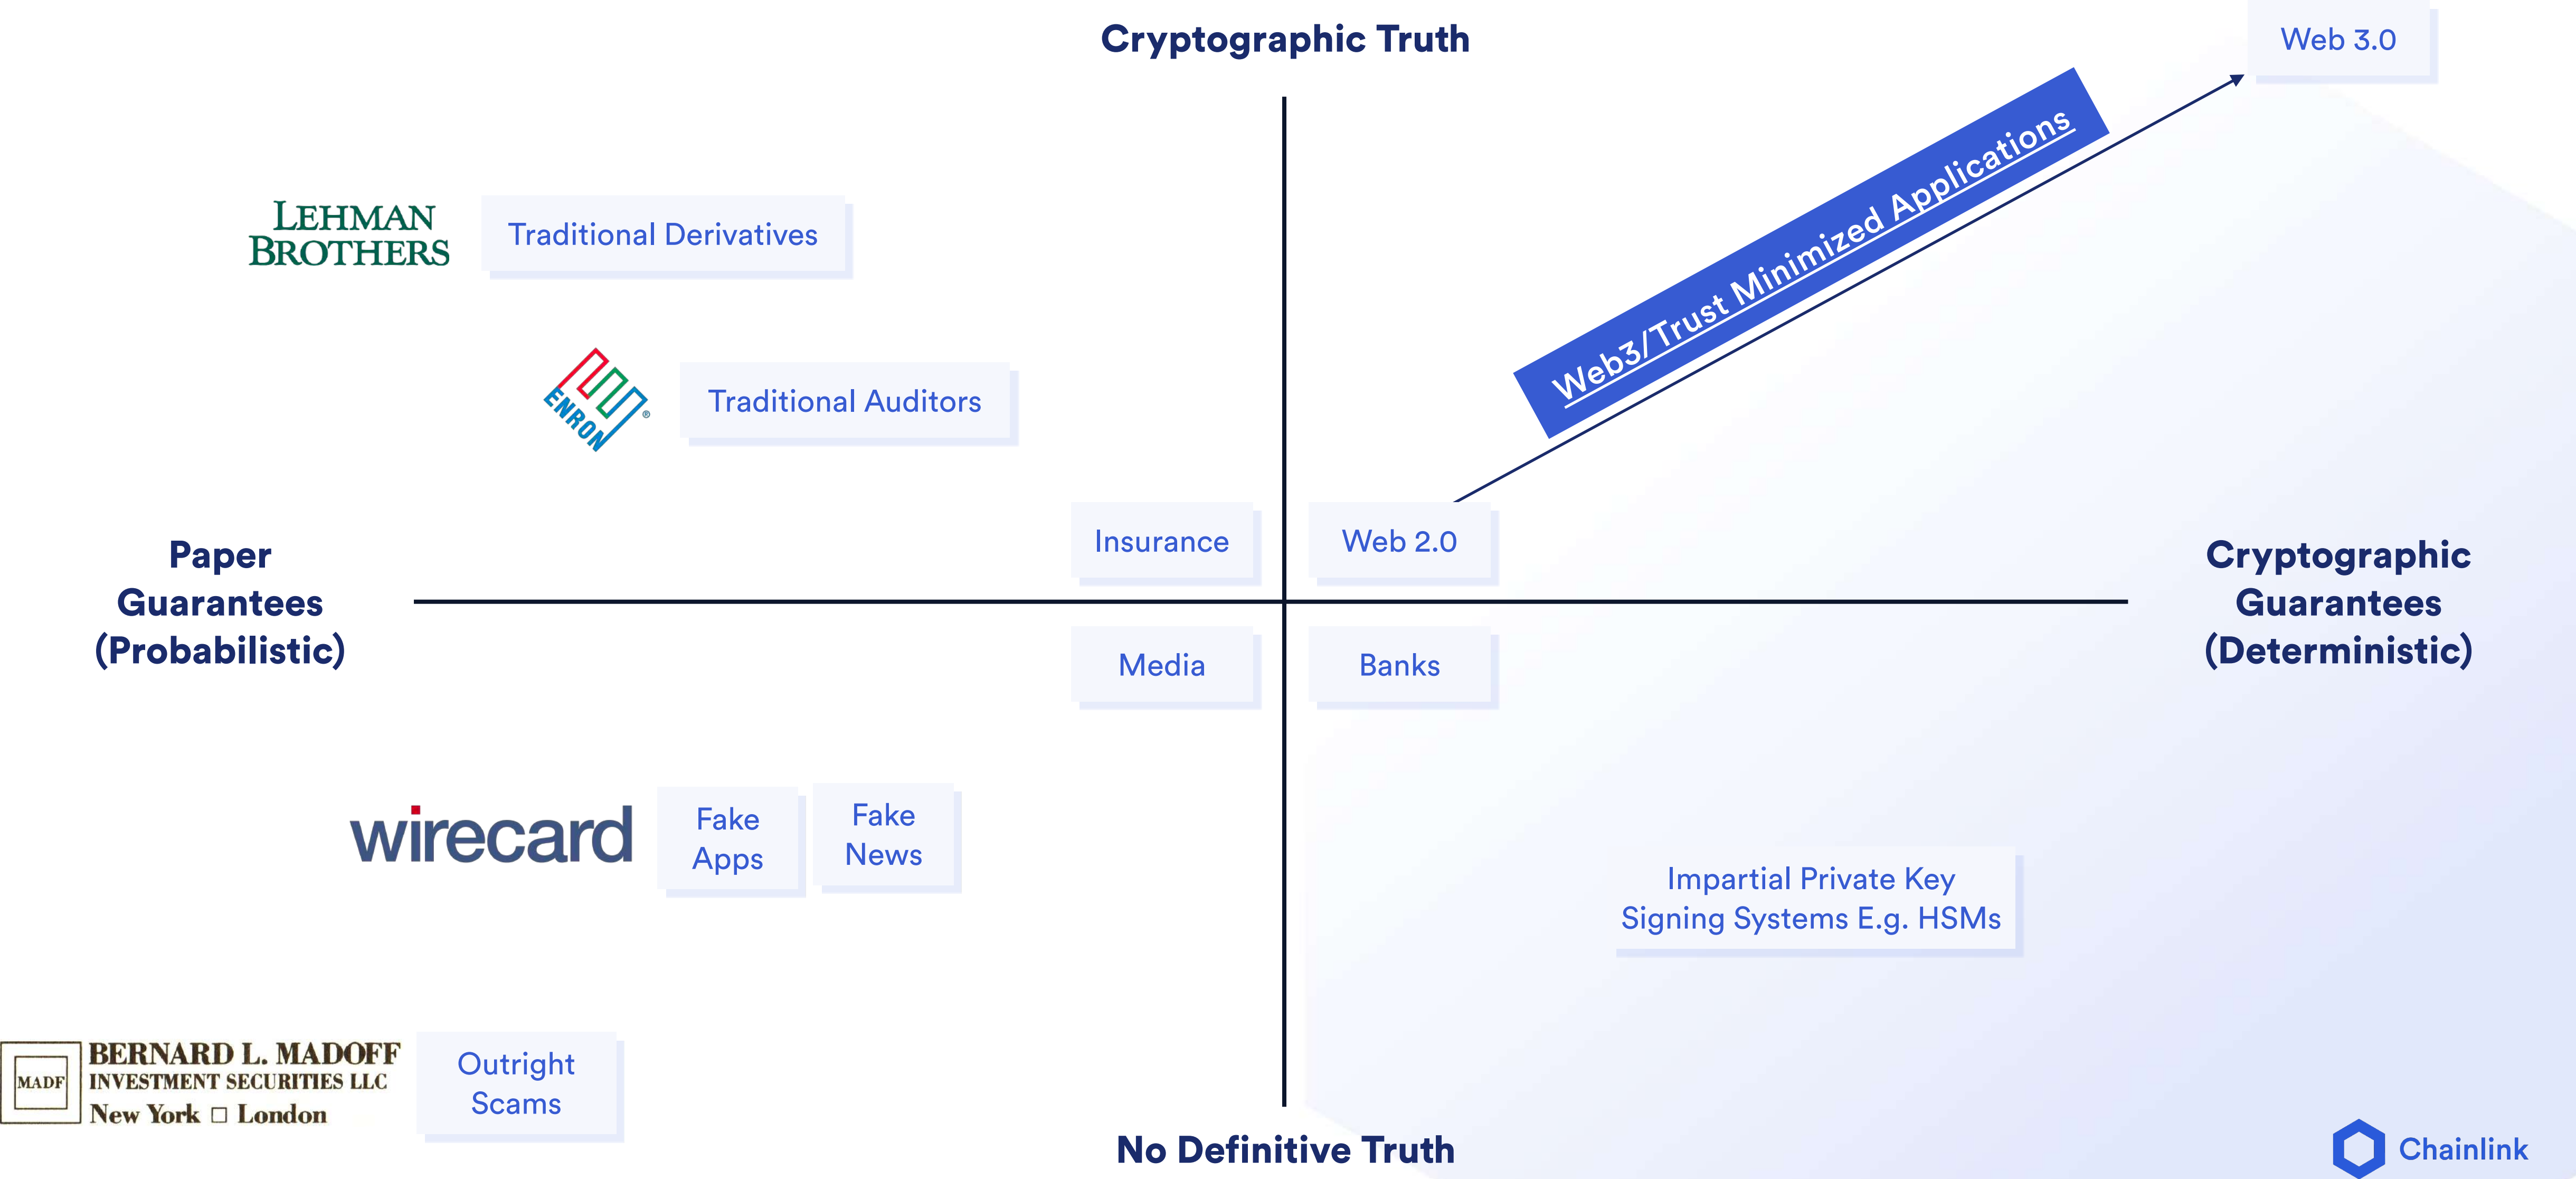 Cryptographic Truth
Web 3.0
Web3/Trust Minimized Applications
LEHMAN
BROTHERS
Traditional Derivatives
ENRON®
Traditional Auditors
Insurance
Web 2.0
Paper
Guarantees
(Probabilistic)
Cryptographic
Guarantees
(Deterministic)
Media
Banks
wirecard
Fake
Apps
Fake
News
Impartial Private Key
Signing Systems E.g. HSMs
MADF
BERNARD L. MADOFF
INVESTMENT SECURITIES LLC
New York □ London
Outright
Scams
No Definitive Truth
Chainlink